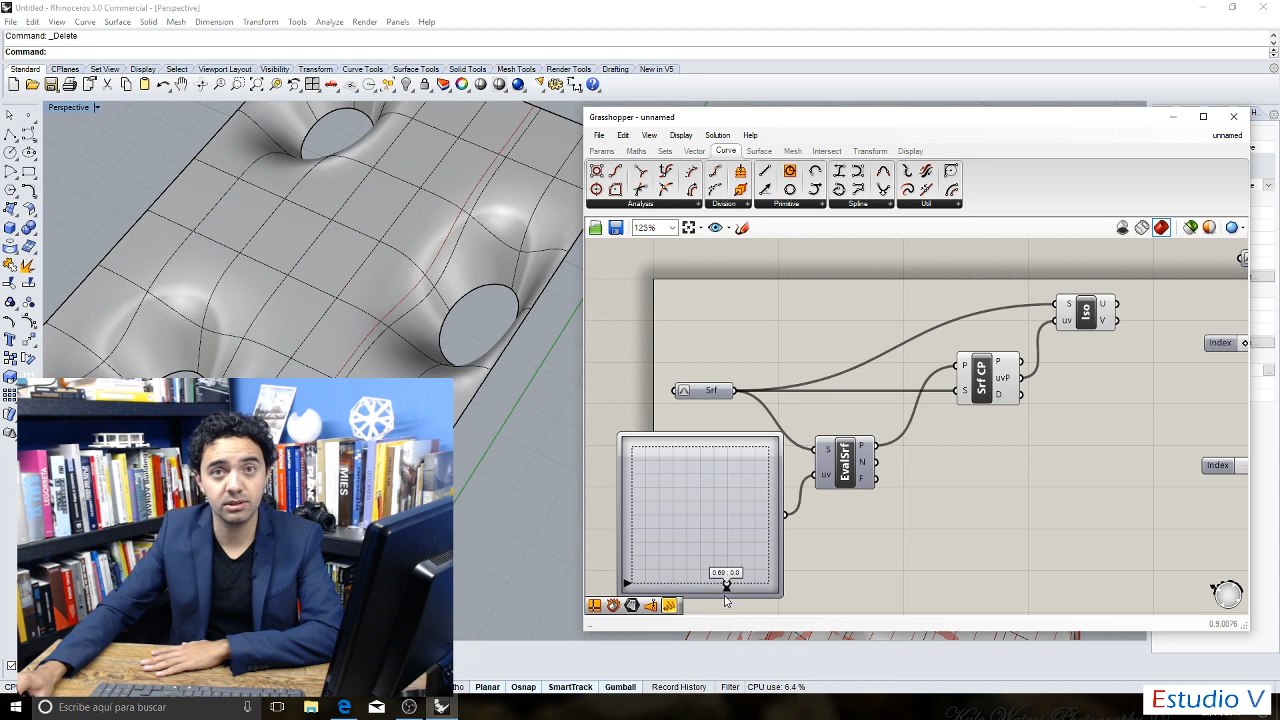 Untitled - Rhinoceros 5.0 Commercial - [Perspective]
File Edit View Curve Surface Solid Mesh Dimension Transform Tools Analyze Render Panels Help
Command: _Delete
Command:
Standard CPlanes Set View Display Select Viewport Layout Visibility Transform Curve Tools Surface Tools Solid Tools Mesh Tools Render Tools Drafting New in V5
Perspective
Grasshopper - unnamed
File Edit View Display Solution Help
unnamed
Params Maths Sets Vector Curve Surface Mesh Intersect Transform Display
Analysis Division Primitive Spline Util
125%
S Iso U
uv V
Index
P Srf CP P
uvP
S D
Srf
S EvalSrf P
N
uv F
Index
0.69 : 0.0
0.9.0076
MIES
Planar Osnap SmartTrack Gumball Record History Filter CPU use: 6.4 %
Escribe aquí para buscar
Estudio V